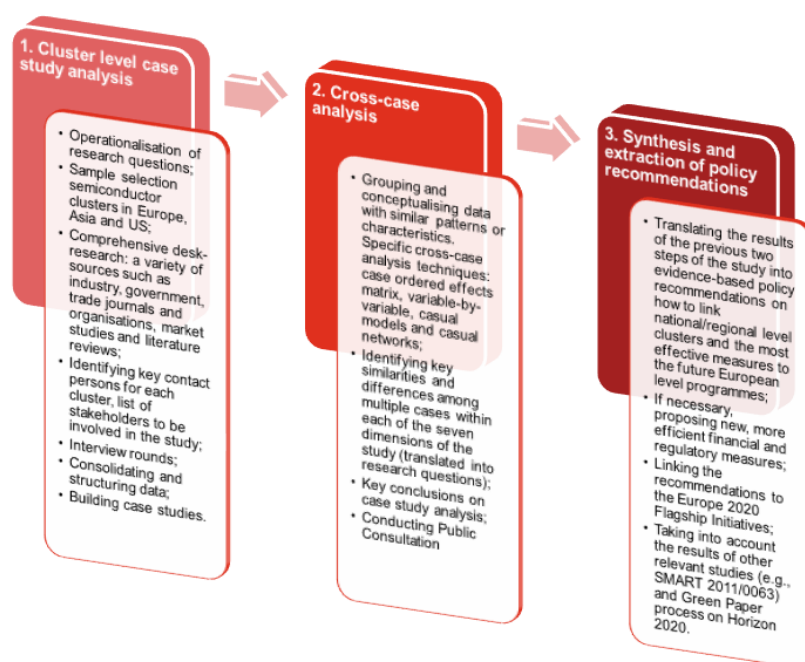 1. Cluster level case
study analysis
• Operationalisation of
research questions;
• Sample selection
semiconductor
clusters in Europe,
Asia and US;
• Comprehensive desk-
research: a variety of
sources such as
industry, government,
trade journals and
organisations, market
studies and literature
reviews;
• Identifying key contact
persons for each
cluster, list of
stakeholders to be
involved in the study;
• Interview rounds;
• Consolidating and
structuring data;
• Building case studies.
2. Cross-case
analysis
• Grouping and
conceptualising data
with similar patterns or
characteristics.
Specific cross-case
analysis techniques:
case ordered effects
matrix, variable-by-
variable, casual
models and casual
networks;
• Identifying key
similarities and
differences among
multiple cases within
each of the seven
dimensions of the
study (translated into
research questions);
• Key conclusions on
case study analysis;
• Conducting Public
Consultation
3. Synthesis and
extraction of policy
recommendations
• Translating the results
of the previous two
steps of the study into
evidence-based policy
recommendations on
how to link
national/regional level
clusters and the most
effective measures to
the future European
level programmes;
• If necessary,
proposing new, more
efficient financial and
regulatory measures;
• Linking the
recommendations to
the Europe 2020
Flagship Initiatives;
• Taking into account
the results of other
relevant studies (e.g.,
SMART 2011/0063)
and Green Paper
process on Horizon
2020.